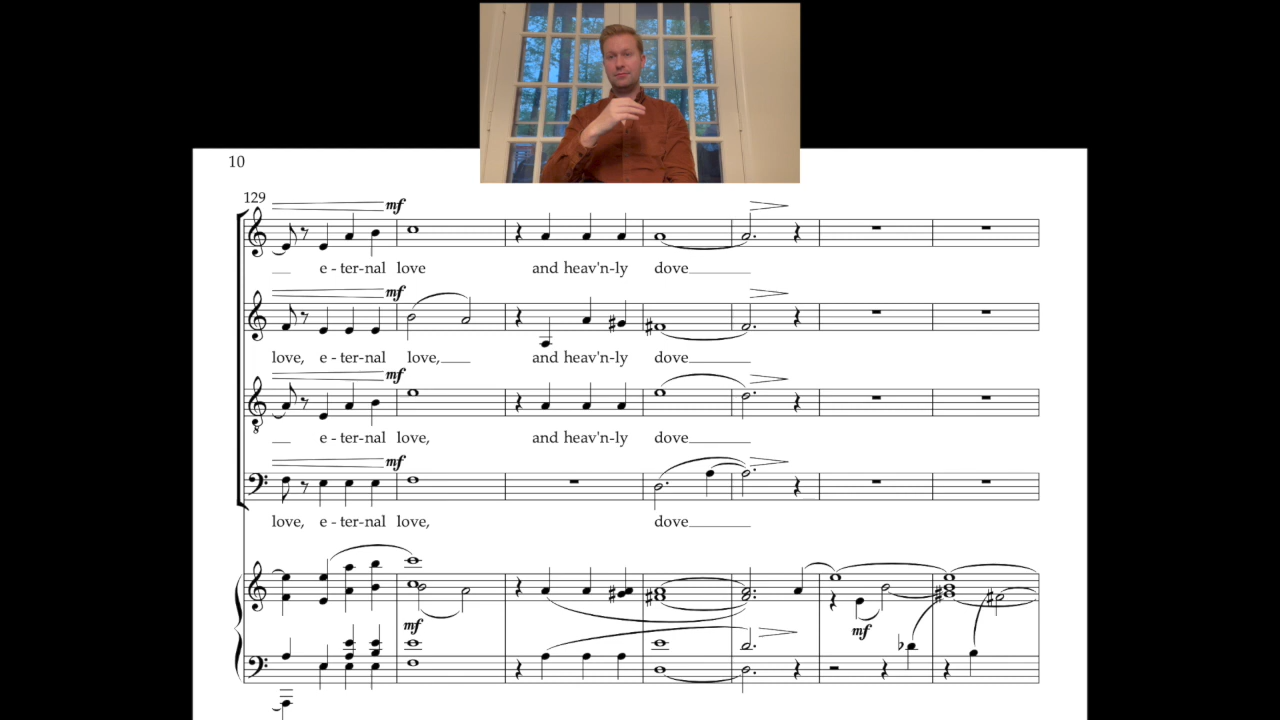 10
129
mf
e - ter-nal love and heav'n-ly dove
mf
love, e - ter-nal love, and heav'n-ly dove
mf
e - ter-nal love, and heav'n-ly dove
mf
love, e - ter-nal love, dove
mf
mf